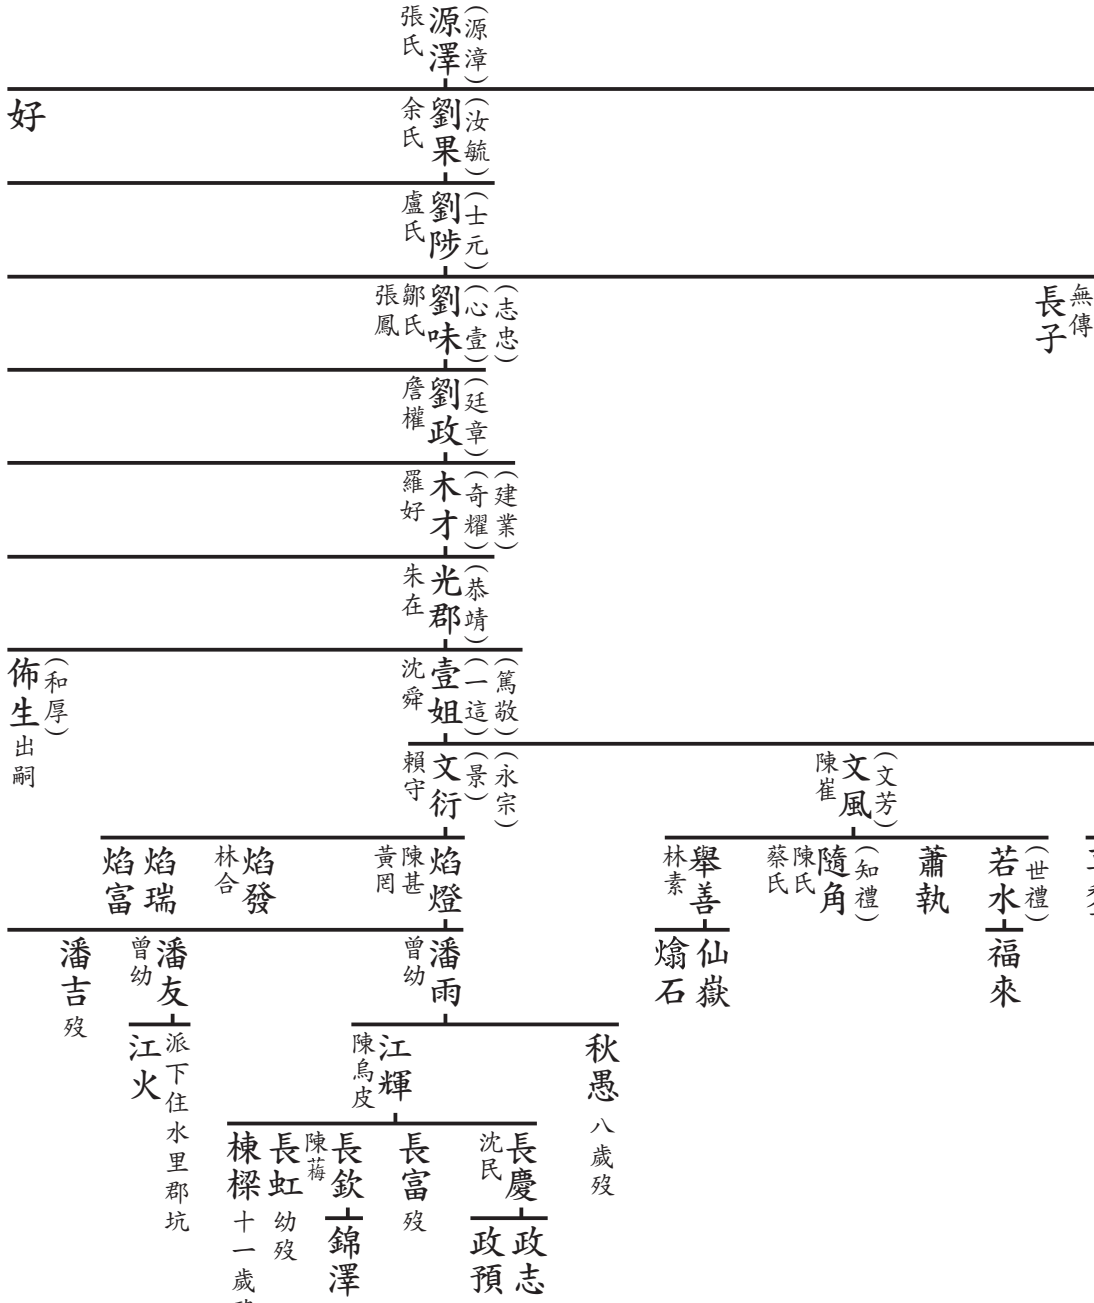 (源漳)
源澤
張氏
(汝毓)
劉果
余氏
好
(士元)
劉陟
盧氏
無傳
長子
(志忠)
(心壹)
劉味
鄒氏
張鳳
(廷章)
劉政
詹權
(建業)
(奇耀)
木才
羅好
(恭靖)
光郡
朱在
(篤敬)
(一這)
壹姐
沈舜
(和厚)
佈生出嗣
(文芳)
文風
陳崔
(永宗)
(景)
文衍
賴守
(世禮)
若水
蕭執
(知禮)
隨角
陳氏
蔡氏
舉善
林素
焰燈
陳甚
黃罔
焰發
林合
焰瑞
焰富
福來
仙嶽
燏石
潘雨
曾幼
潘友
曾幼
潘吉歿
秋愚八歲歿
江輝
陳烏皮
派下住水里郡坑
江火
長慶
沈民
長富歿
長欽
陳莓
長虹幼歿
棟樑十一歲
政志
政預
錦澤